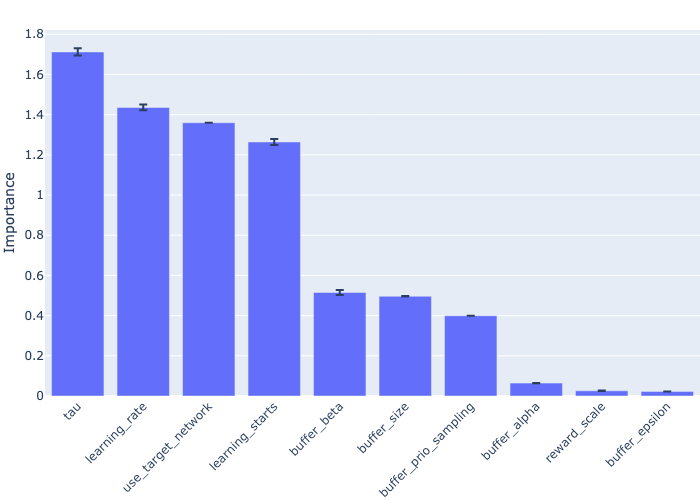 1.8
1.6
1.4
1.2
1
0.8
0.6
0.4
0.2
0
Importance
tau
learning_rate
use_target_network
learning_starts
buffer_beta
buffer_size
buffer_prio_sampling
buffer_alpha
reward_scale
buffer_epsilon